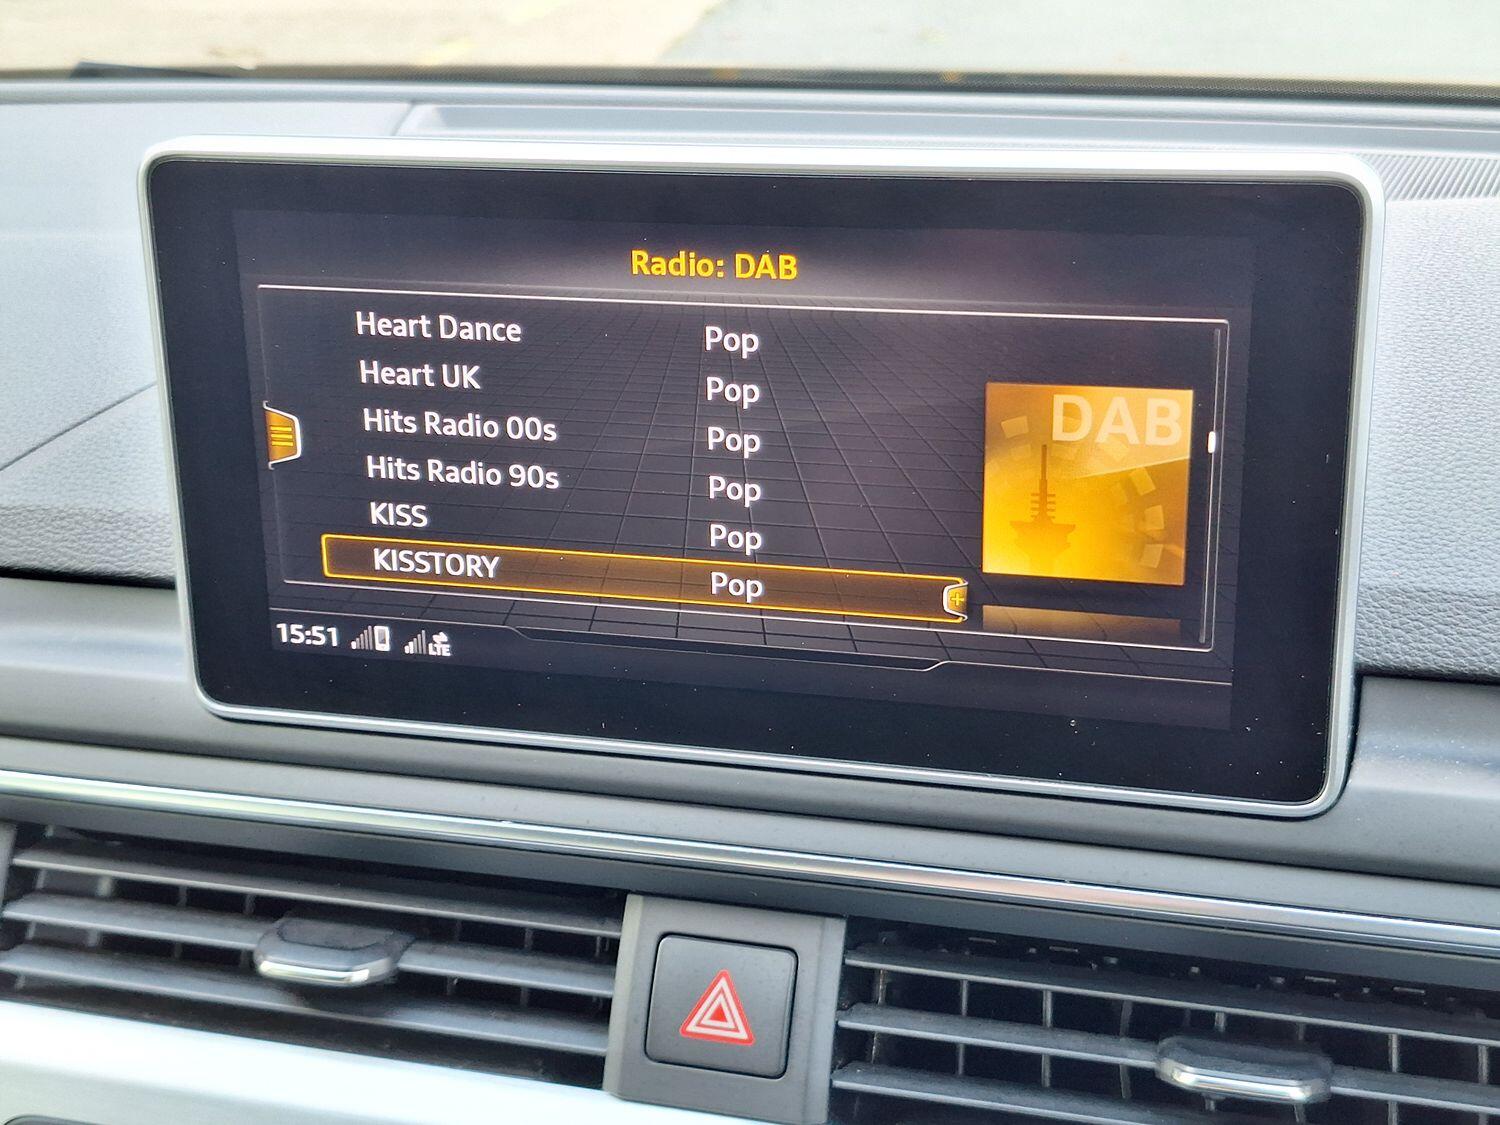 Radio: DAB
Heart Dance Pop
Heart UK Pop
Hits Radio 00s Pop
Hits Radio 90s Pop
KISS Pop
KISSTORY Pop
DAB
15:51 LTE